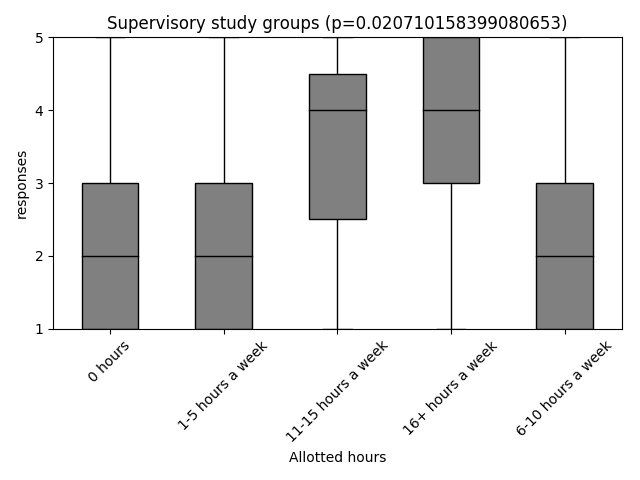 Supervisory study groups (p=0.020710158399080653)
responses
5
4
3
2
1
0 hours
1-5 hours a week
11-15 hours a week
16+ hours a week
6-10 hours a week
Allotted hours